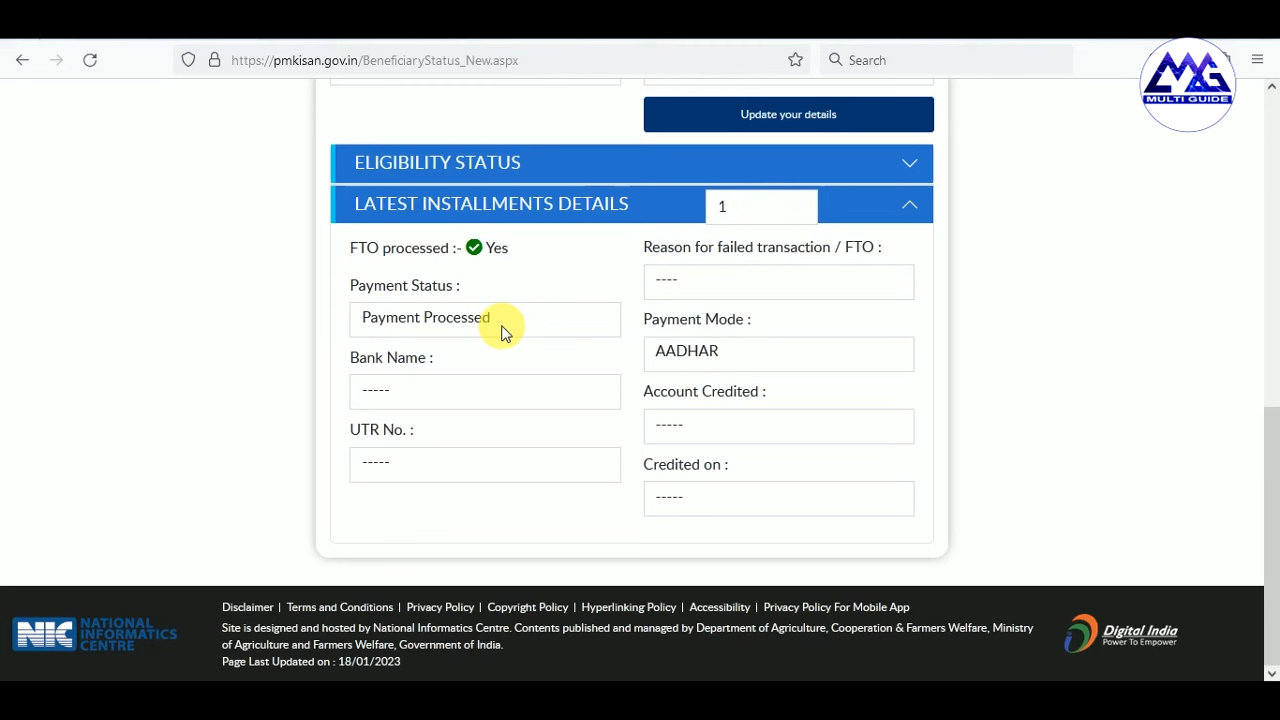 https://pmkisan.gov.in/BeneficiaryStatus_New.aspx
Search
MG
MULTI GUIDE
Update your details
ELIGIBILITY STATUS
LATEST INSTALLMENTS DETAILS
1
FTO processed :- Yes
Reason for failed transaction / FTO :
----
Payment Status :
Payment Processed
Payment Mode :
AADHAR
Bank Name :
-----
Account Credited :
-----
UTR No. :
-----
Credited on :
-----
Disclaimer | Terms and Conditions | Privacy Policy | Copyright Policy | Hyperlinking Policy | Accessibility | Privacy Policy For Mobile App
Site is designed and hosted by National Informatics Centre. Contents published and managed by Department of Agriculture, Cooperation & Farmers Welfare, Ministry
of Agriculture and Farmers Welfare, Government of India.
Page Last Updated on : 18/01/2023
NIC
NATIONAL
INFORMATICS
CENTRE
Digital India
Power To Empower